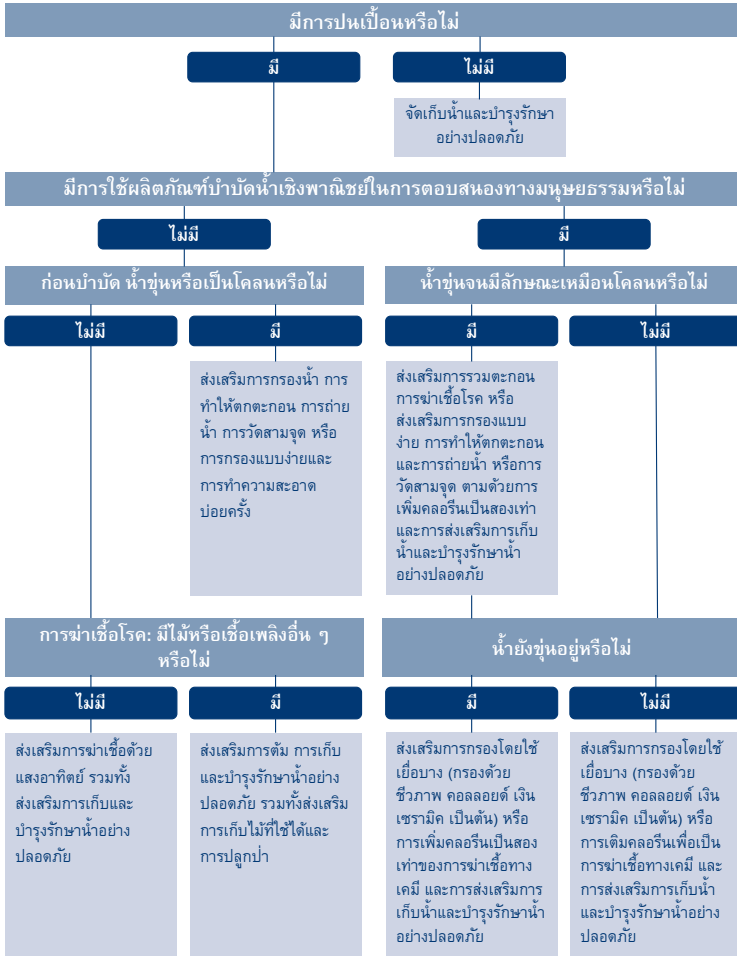 มีการปนเปื้อนหรือไม่
มี
ไม่มี
จัดเก็บน้ำและบำรุงรักษา
อย่างปลอดภัย
มีการใช้ผลิตภัณฑ์บำบัดน้ำเชิงพาณิชย์ในการตอบสนองทางมนุษยธรรมหรือไม่
ไม่มี
มี
ก่อนบำบัด น้ำขุ่นหรือเป็นโคลนหรือไม่
น้ำขุ่นจนมีลักษณะเหมือนโคลนหรือไม่
ไม่มี
มี
มี
ไม่มี
ส่งเสริมการกรองน้ำ การ
ทำให้ตกตะกอน การถ่าย
น้ำ การวัดสามจุด หรือ
การกรองแบบง่ายและ
การทำความสะอาด
บ่อยครั้ง
ส่งเสริมการรวมตะกอน
การฆ่าเชื้อโรค หรือ
ส่งเสริมการกรองแบบ
ง่าย การทำให้ตกตะกอน
และการถ่ายน้ำ หรือการ
วัดสามจุด ตามด้วยการ
เพิ่มคลอรีนเป็นสองเท่า
และการส่งเสริมการเก็บ
น้ำและบำรุงรักษาน้ำ
อย่างปลอดภัย
การฆ่าเชื้อโรค: มีไม้หรือเชื้อเพลิงอื่น ๆ
หรือไม่
น้ำยังขุ่นอยู่หรือไม่
ไม่มี
มี
มี
ไม่มี
ส่งเสริมการฆ่าเชื้อด้วย
แสงอาทิตย์ รวมทั้ง
ส่งเสริมการเก็บและ
บำรุงรักษาน้ำอย่าง
ปลอดภัย
ส่งเสริมการต้ม การเก็บ
และบำรุงรักษาน้ำอย่าง
ปลอดภัย รวมทั้งส่งเสริม
การเก็บไม้ที่ใช้ได้และ
การปลูกป่า
ส่งเสริมการกรองโดยใช้
เยื่อบาง (กรองด้วย
ชีวภาพ คอลลอยด์ เงิน
เซรามิค เป็นต้น) หรือ
การเพิ่มคลอรีนเป็นสอง
เท่าของการฆ่าเชื้อทาง
เคมี และการส่งเสริมการ
เก็บน้ำและบำรุงรักษาน้ำ
อย่างปลอดภัย
ส่งเสริมการกรองโดยใช้
เยื่อบาง (กรองด้วย
ชีวภาพ คอลลอยด์ เงิน
เซรามิค เป็นต้น) หรือ
การเติมคลอรีนเพื่อเป็น
การฆ่าเชื้อทางเคมี และ
การส่งเสริมการเก็บน้ำ
และบำรุงรักษาน้ำอย่าง
ปลอดภัย